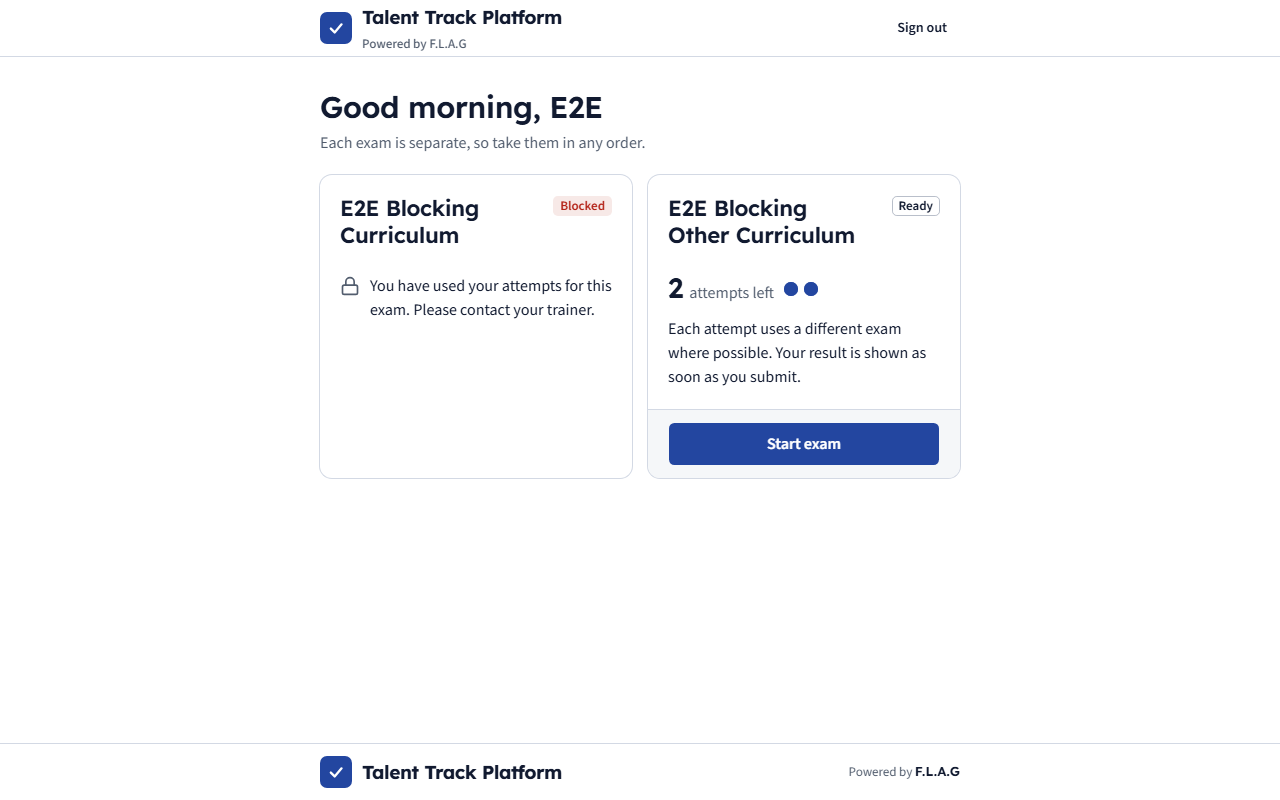 Talent Track Platform
Powered by F.L.A.G
Sign out
Good morning, E2E
Each exam is separate, so take them in any order.
E2E Blocking
Curriculum
Blocked
You have used your attempts for this
exam. Please contact your trainer.
E2E Blocking
Other Curriculum
Ready
2 attempts left
Each attempt uses a different exam
where possible. Your result is shown as
soon as you submit.
Start exam
Talent Track Platform
Powered by F.L.A.G